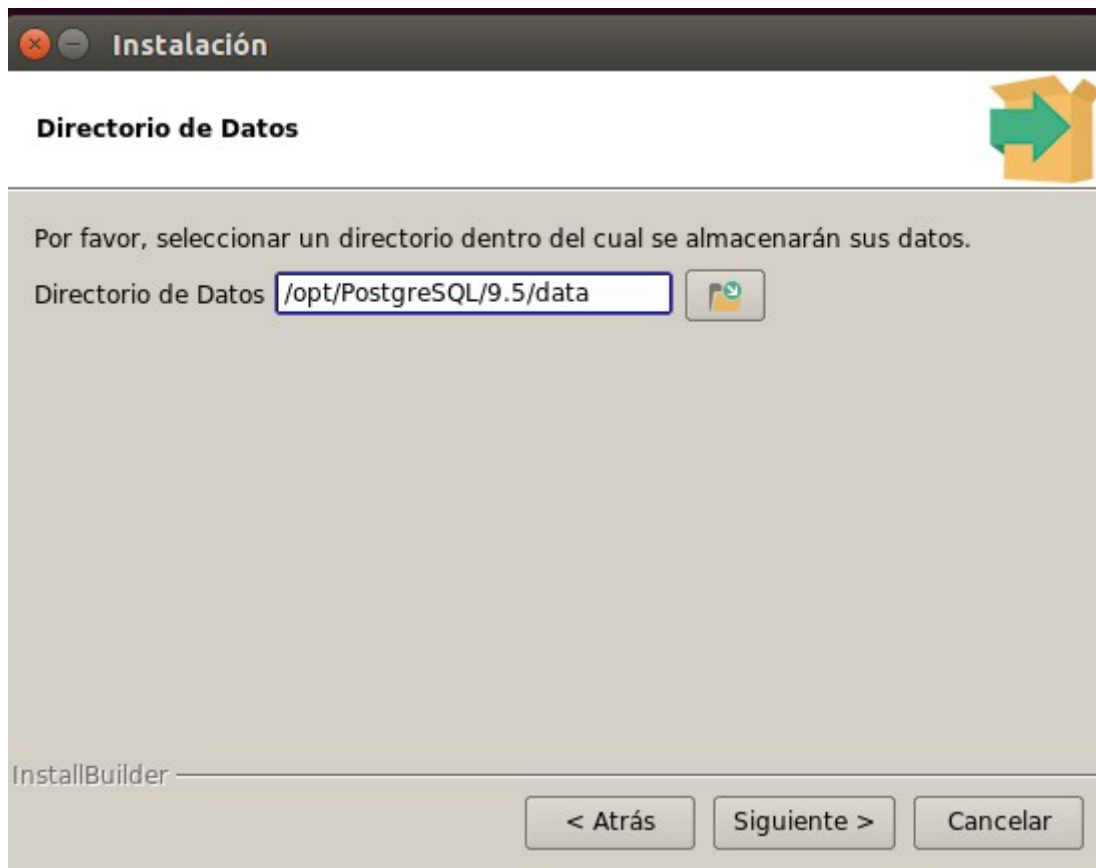 Instalación
Directorio de Datos
Por favor, seleccionar un directorio dentro del cual se almacenarán sus datos.
Directorio de Datos /opt/PostgreSQL/9.5/data
InstallBuilder
< Atrás Siguiente > Cancelar